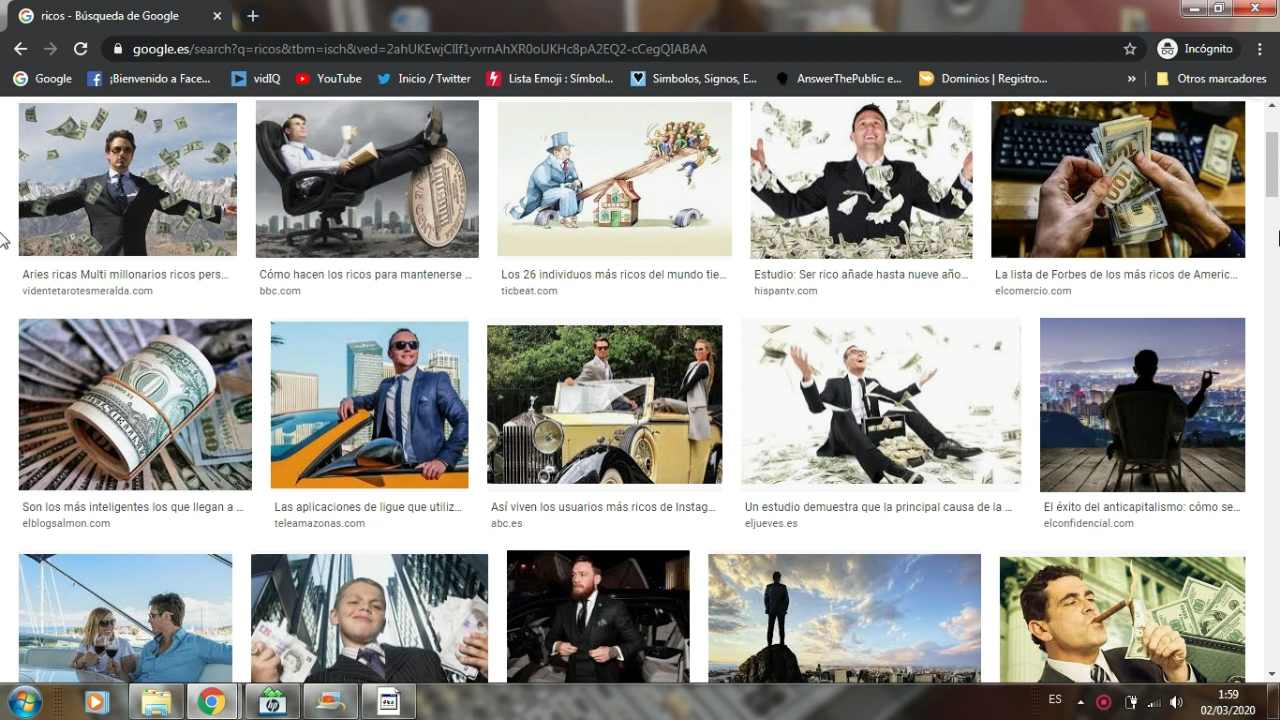 ricos - Búsqueda de Google
google.es/search?q=ricos&tbm=isch&ved=2ahUKEwjCllf1yvrnAhXR0oUKHc8pA2EQ2-cCegQIABAA
Incógnito
Google
¡Bienvenido a Face...
vidIQ
YouTube
Inicio / Twitter
Lista Emoji : Símbol...
Simbolos, Signos, E...
AnswerThePublic: e...
Dominios | Registro...
»
Otros marcadores
Aries ricas Multi millonarios ricos pers...
videntetarotesmeralda.com
Cómo hacen los ricos para mantenerse ...
bbc.com
Los 26 individuos más ricos del mundo tie...
ticbeat.com
Estudio: Ser rico añade hasta nueve año...
hispantv.com
La lista de Forbes de los más ricos de Americ...
elcomercio.com
Son los más inteligentes los que llegan a ...
elblogsalmon.com
Las aplicaciones de ligue que utiliz...
teleamazonas.com
Así viven los usuarios más ricos de Instag...
abc.es
Un estudio demuestra que la principal causa de la ...
eljueves.es
El éxito del anticapitalismo: cómo se...
elconfidencial.com
ES
1:59
02/03/2020